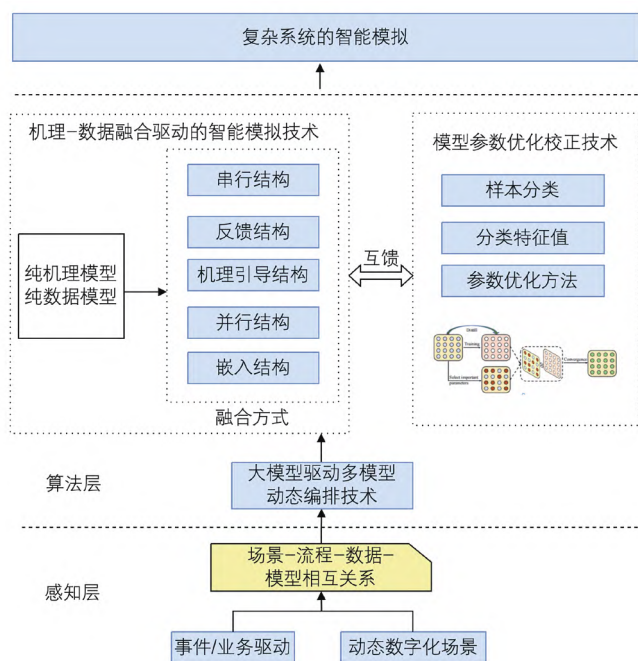 复杂系统的智能模拟
机理-数据融合驱动的智能模拟技术
串行结构
反馈结构
机理引导结构
并行结构
嵌入结构
融合方式
纯机理模型
纯数据模型
互馈
模型参数优化校正技术
样本分类
分类特征值
参数优化方法
Model
Training
Select important
parameters
Convergence
算法层
大模型驱动多模型
动态编排技术
场景-流程-数据-
模型相互关系
感知层
事件/业务驱动
动态数字化场景